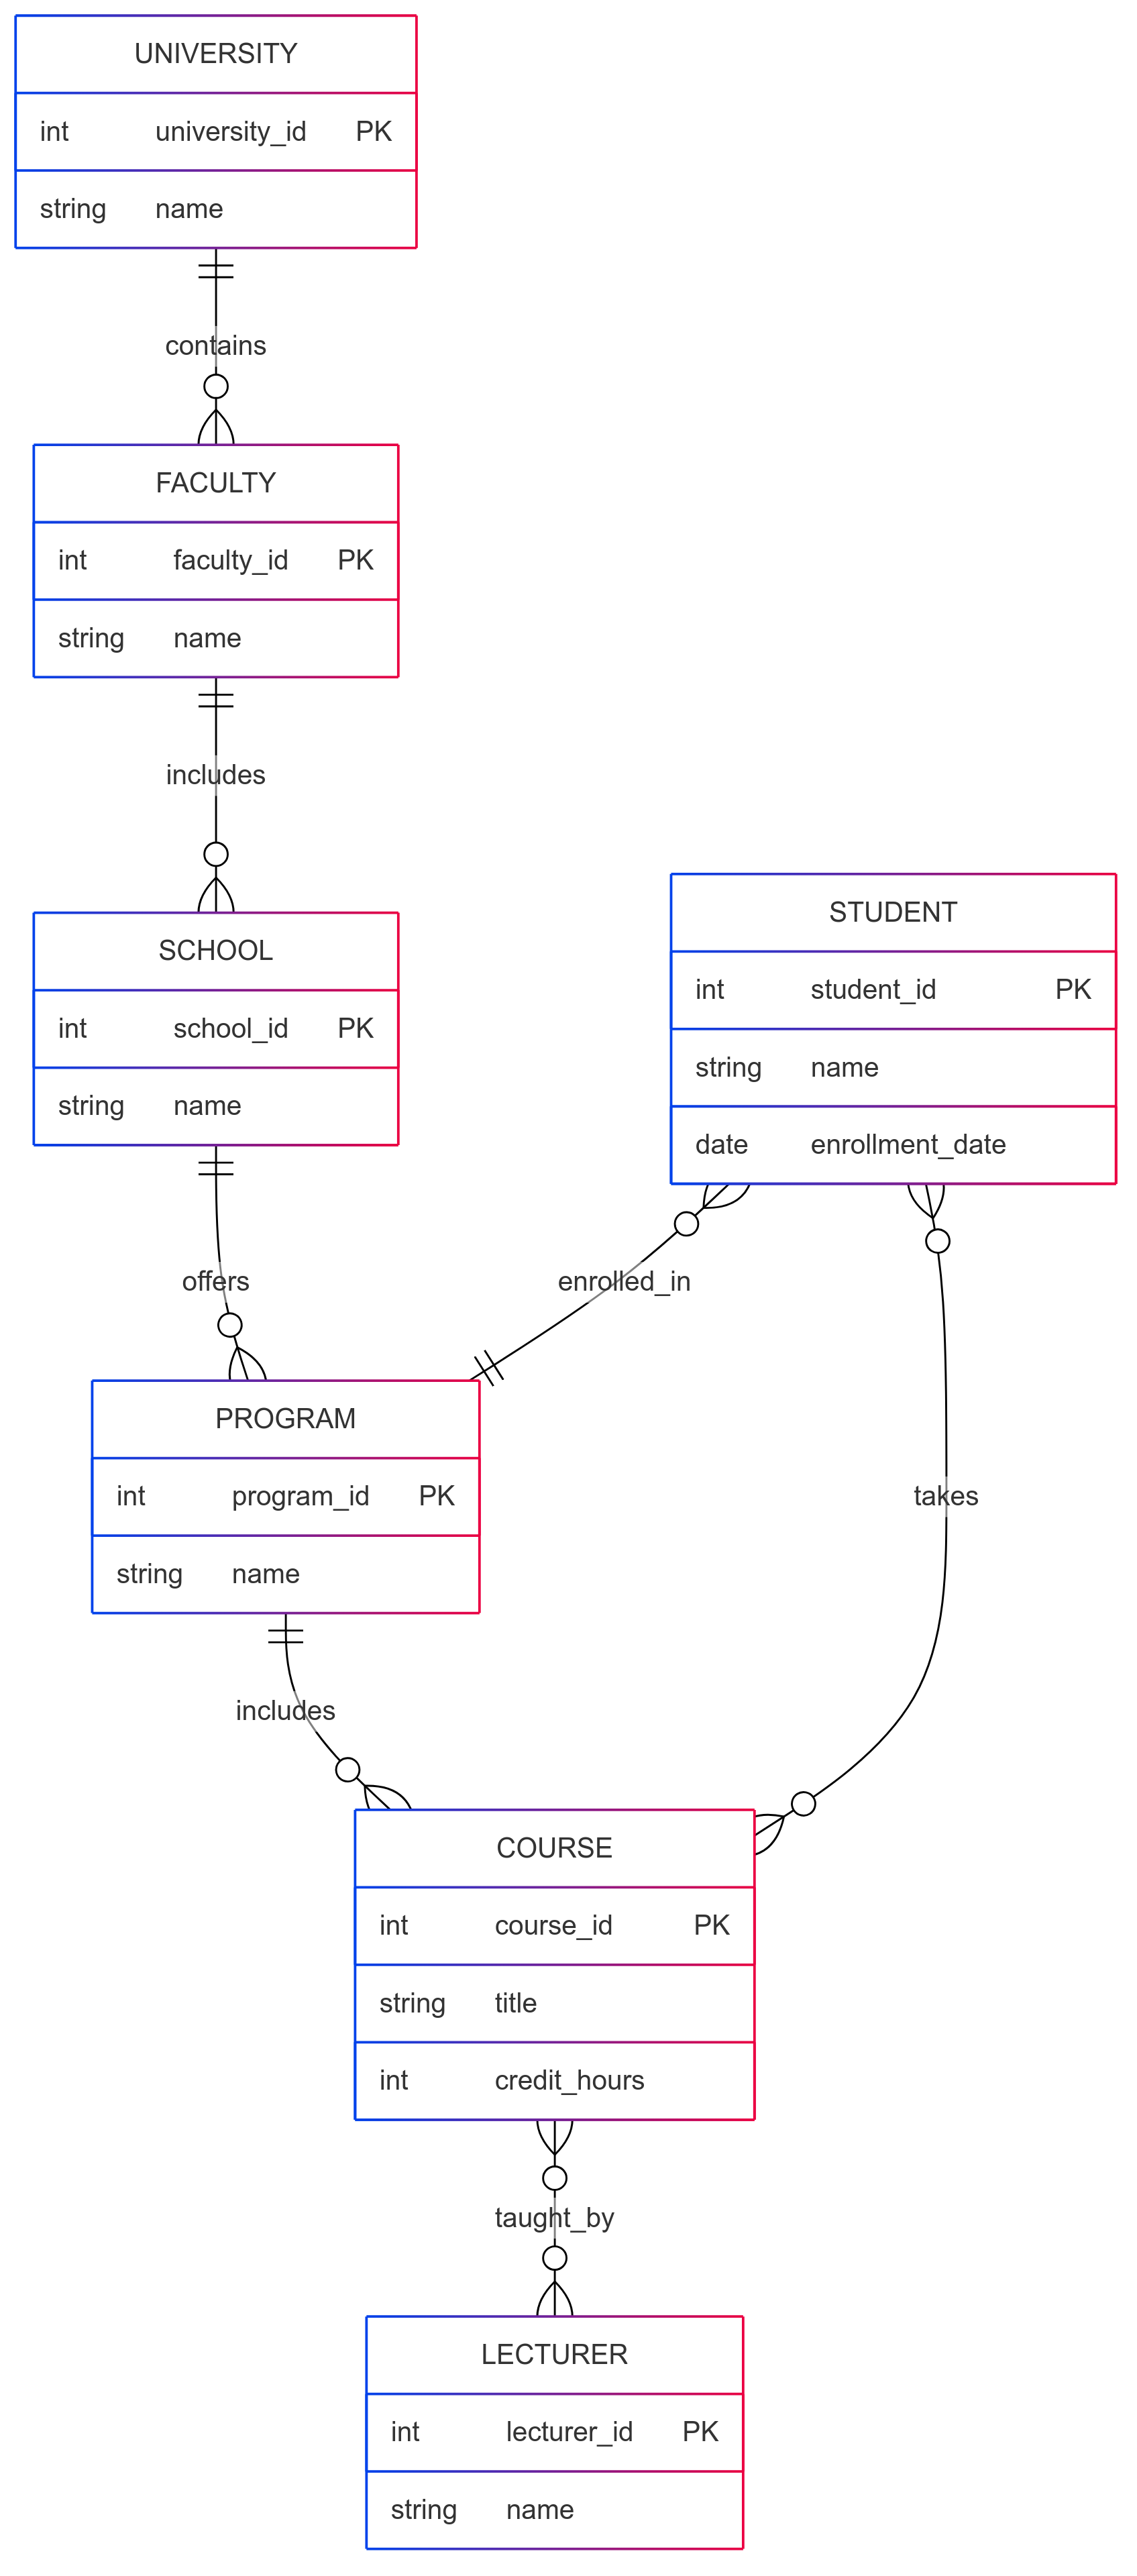 UNIVERSITY
int university_id PK
string name
contains
FACULTY
int faculty_id PK
string name
includes
SCHOOL
int school_id PK
string name
STUDENT
int student_id PK
string name
date enrollment_date
offers
enrolled_in
PROGRAM
int program_id PK
string name
takes
includes
COURSE
int course_id PK
string title
int credit_hours
taught_by
LECTURER
int lecturer_id PK
string name